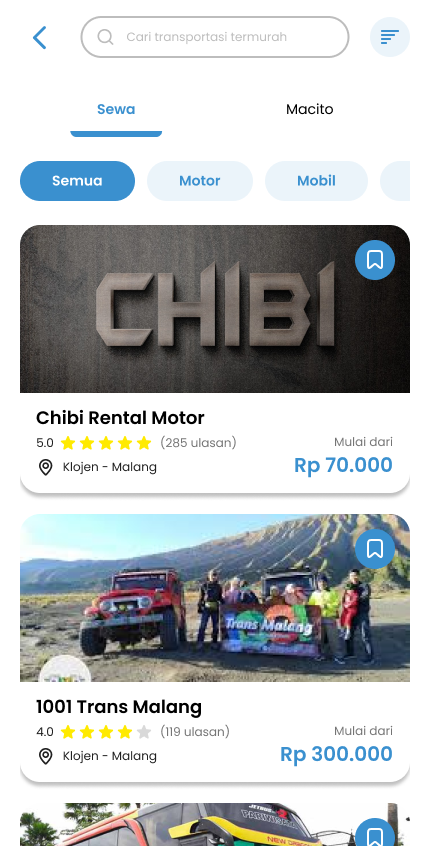 Cari transportasi termurah
Sewa
Macito
Semua
Motor
Mobil
CHIBI
Chibi Rental Motor
5.0
(285 ulasan)
Mulai dari
Klojen - Malang
Rp 70.000
Trans Malang
1001 Trans Malang
4.0
(119 ulasan)
Mulai dari
Klojen - Malang
Rp 300.000